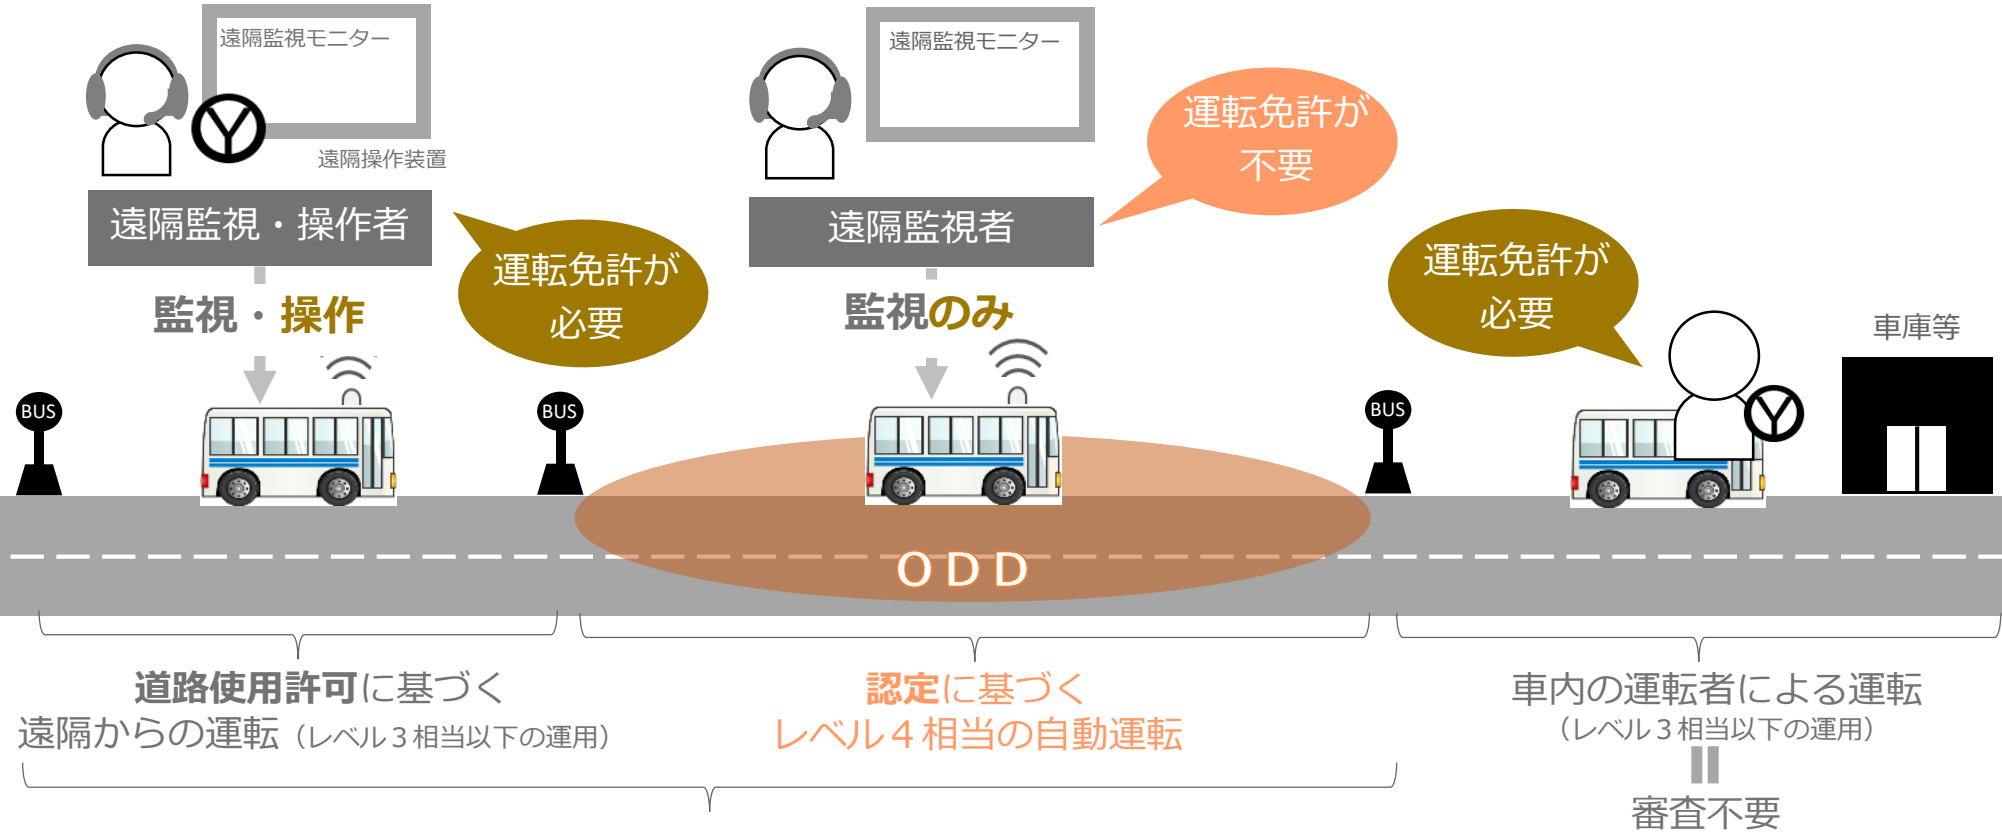 遠隔監視モニター
遠隔操作装置
遠隔監視・操作者
監視・操作
運転免許が
必要
遠隔監視モニター
遠隔監視者
監視のみ
運転免許が
不要
運転免許が
必要
車庫等
BUS
BUS
BUS
ODD
道路使用許可に基づく
遠隔からの運転（レベル３相当以下の運用）
認定に基づく
レベル４相当の自動運転
車内の運転者による運転
（レベル３相当以下の運用）
審査不要